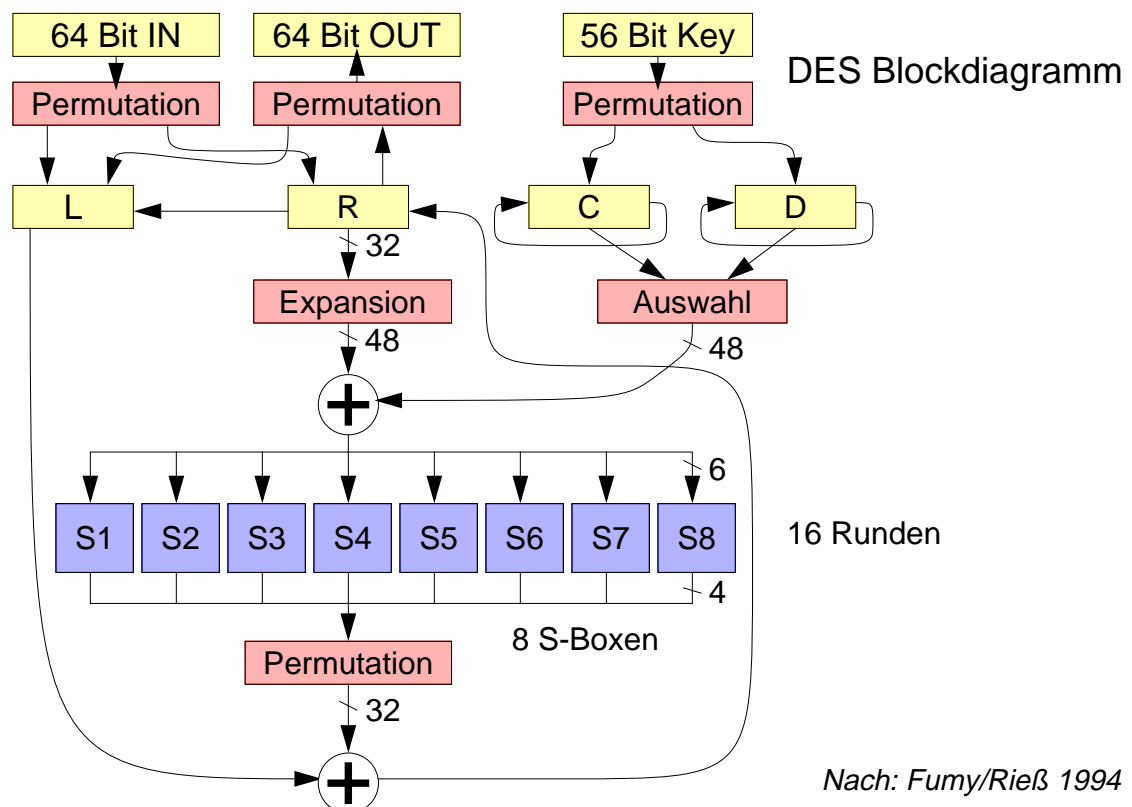 64 Bit IN
64 Bit OUT
56 Bit Key
DES Blockdiagramm
Permutation
Permutation
Permutation
L
R
C
D
32
Expansion
Auswahl
48
48
6
S1
S2
S3
S4
S5
S6
S7
S8
16 Runden
4
8 S-Boxen
Permutation
32
Nach: Fumy/Rieß 1994